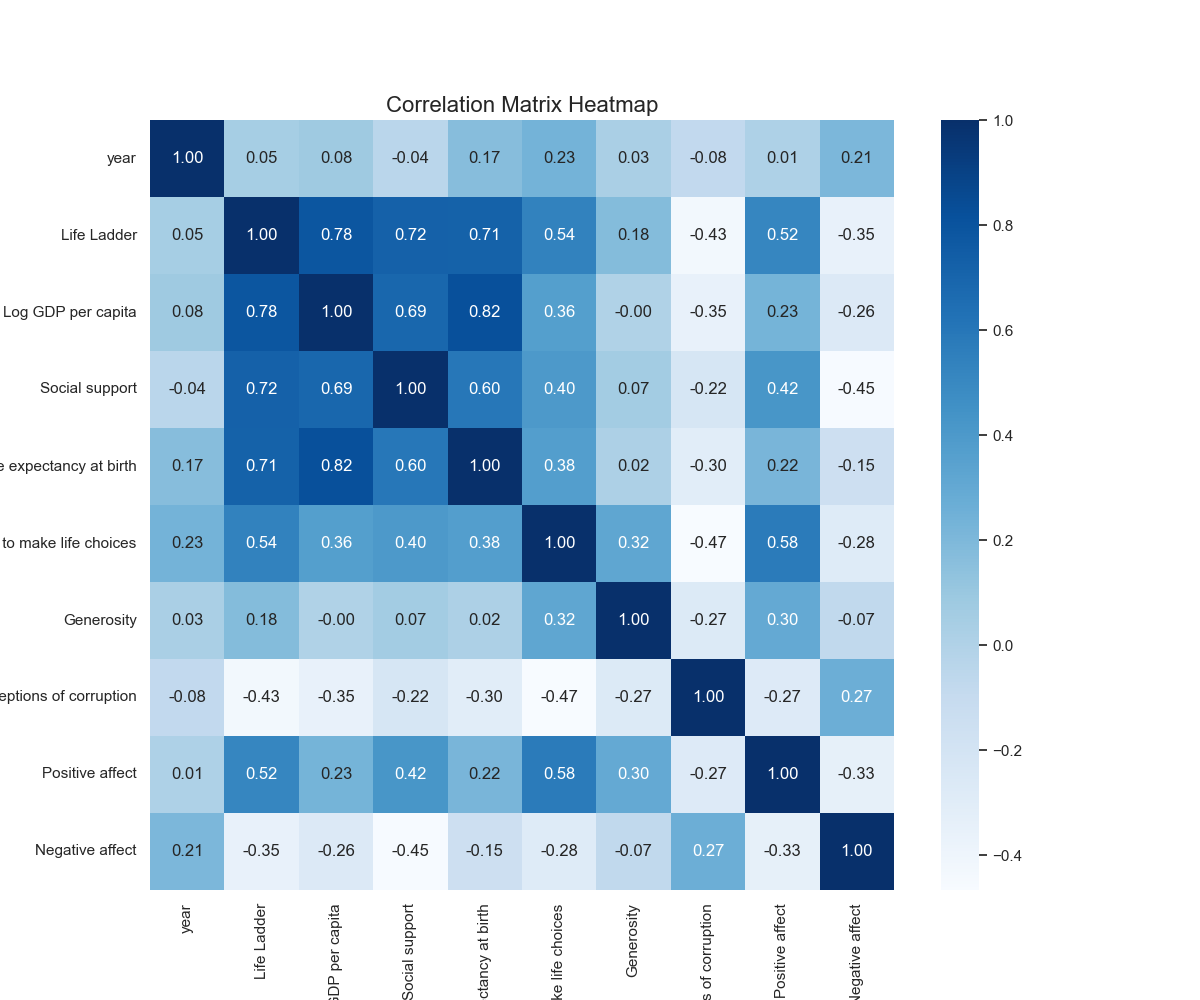 Correlation Matrix Heatmap
year 1.00 0.05 0.08 -0.04 0.17 0.23 0.03 -0.08 0.01 0.21
Life Ladder 0.05 1.00 0.78 0.72 0.71 0.54 0.18 -0.43 0.52 -0.35
Log GDP per capita 0.08 0.78 1.00 0.69 0.82 0.36 -0.00 -0.35 0.23 -0.26
Social support -0.04 0.72 0.69 1.00 0.60 0.40 0.07 -0.22 0.42 -0.45
expectancy at birth 0.17 0.71 0.82 0.60 1.00 0.38 0.02 -0.30 0.22 -0.15
to make life choices 0.23 0.54 0.36 0.40 0.38 1.00 0.32 -0.47 0.58 -0.28
Generosity 0.03 0.18 -0.00 0.07 0.02 0.32 1.00 -0.27 0.30 -0.07
eptions of corruption -0.08 -0.43 -0.35 -0.22 -0.30 -0.47 -0.27 1.00 -0.27 0.27
Positive affect 0.01 0.52 0.23 0.42 0.22 0.58 0.30 -0.27 1.00 -0.33
Negative affect 0.21 -0.35 -0.26 -0.45 -0.15 -0.28 -0.07 0.27 -0.33 1.00
year
Life Ladder
GDP per capita
Social support
ctancy at birth
ke life choices
Generosity
s of corruption
Positive affect
Negative affect
1.0
0.8
0.6
0.4
0.2
0.0
−0.2
−0.4